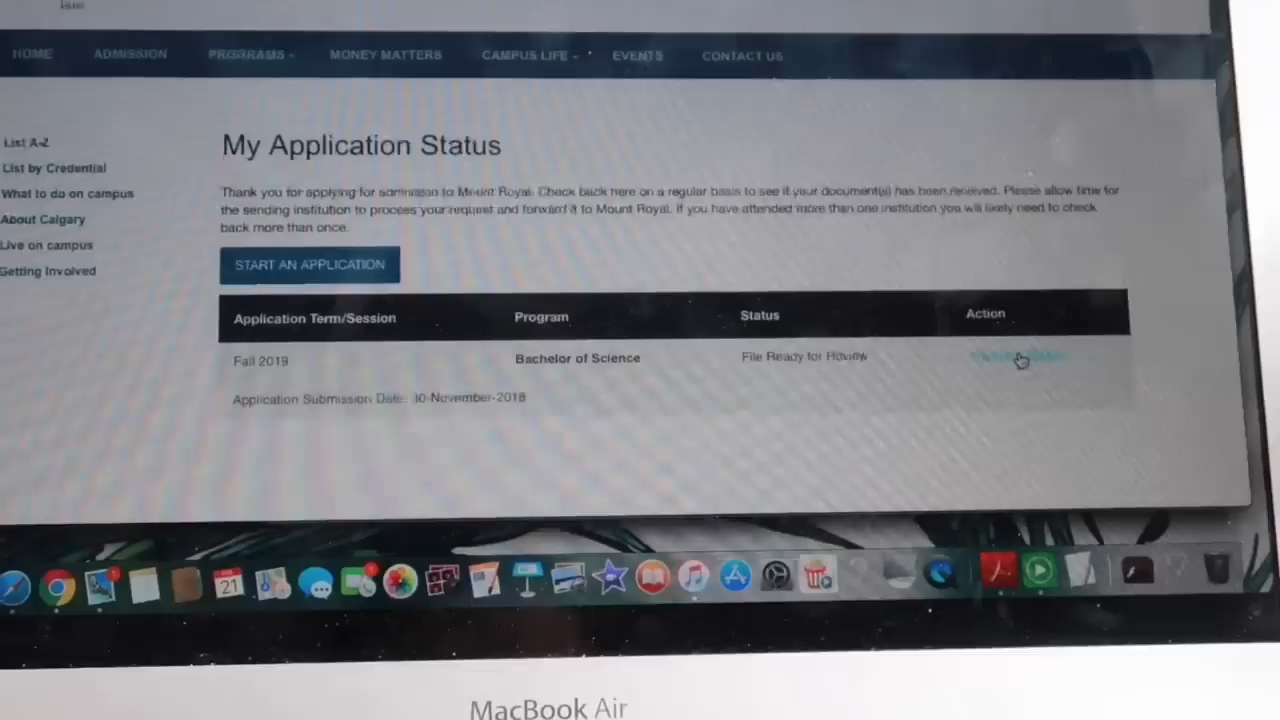 HOME ADMISSION PROGRAMS MONEY MATTERS CAMPUS LIFE EVENTS CONTACT US
List A-Z
List by Credential
What to do on campus
About Calgary
Live on campus
Getting Involved
My Application Status
Thank you for applying for admission to Mount Royal. Check back here on a regular basis to see if your document(s) has been received. Please allow time for
the sending institution to process your request and forward it to Mount Royal. If you have attended more than one institution you will likely need to check
back more than once.
START AN APPLICATION
Application Term/Session Program Status Action
Fall 2019 Bachelor of Science File Ready for Review
Application Submission Date: -November-2018
21
MacBook Air